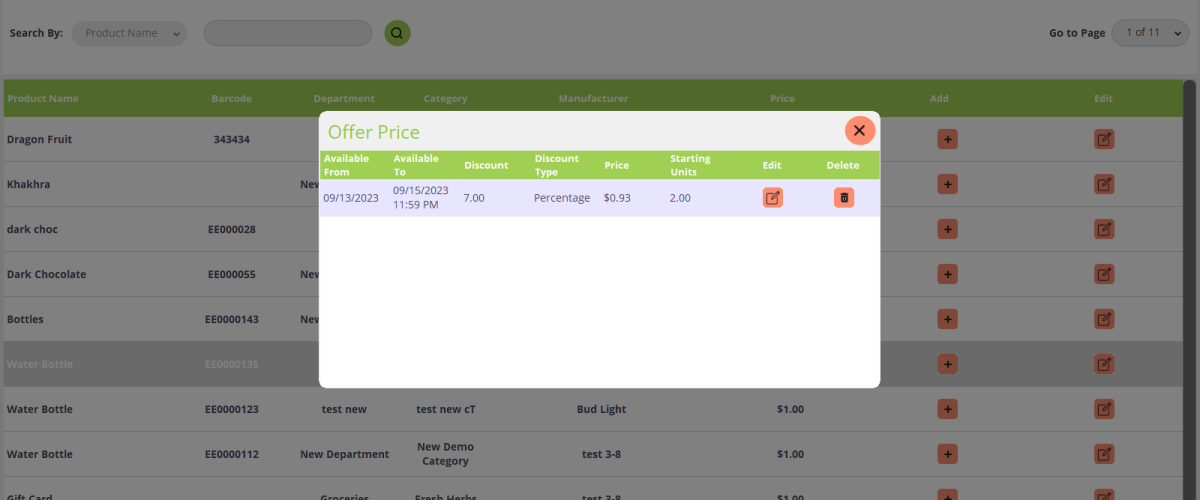 Search By: Product Name Go to Page 1 of 11
Product Name Barcode Department Category Manufacturer Price Add Edit
Offer Price
Available From Available To Discount Discount Type Price Starting Units Edit Delete
09/13/2023 09/15/2023 11:59 PM 7.00 Percentage $0.93 2.00
Dragon Fruit 343434
Khakhra
dark choc EE000028
Dark Chocolate EE000055
Bottles EE0000143
Water Bottle EE0000135
Water Bottle EE0000123 test new test new cT Bud Light $1.00
Water Bottle EE0000112 New Department New Demo Category test 3-8 $1.00
Gift Card Groceries Fresh Herbs test 3-8 $1.00